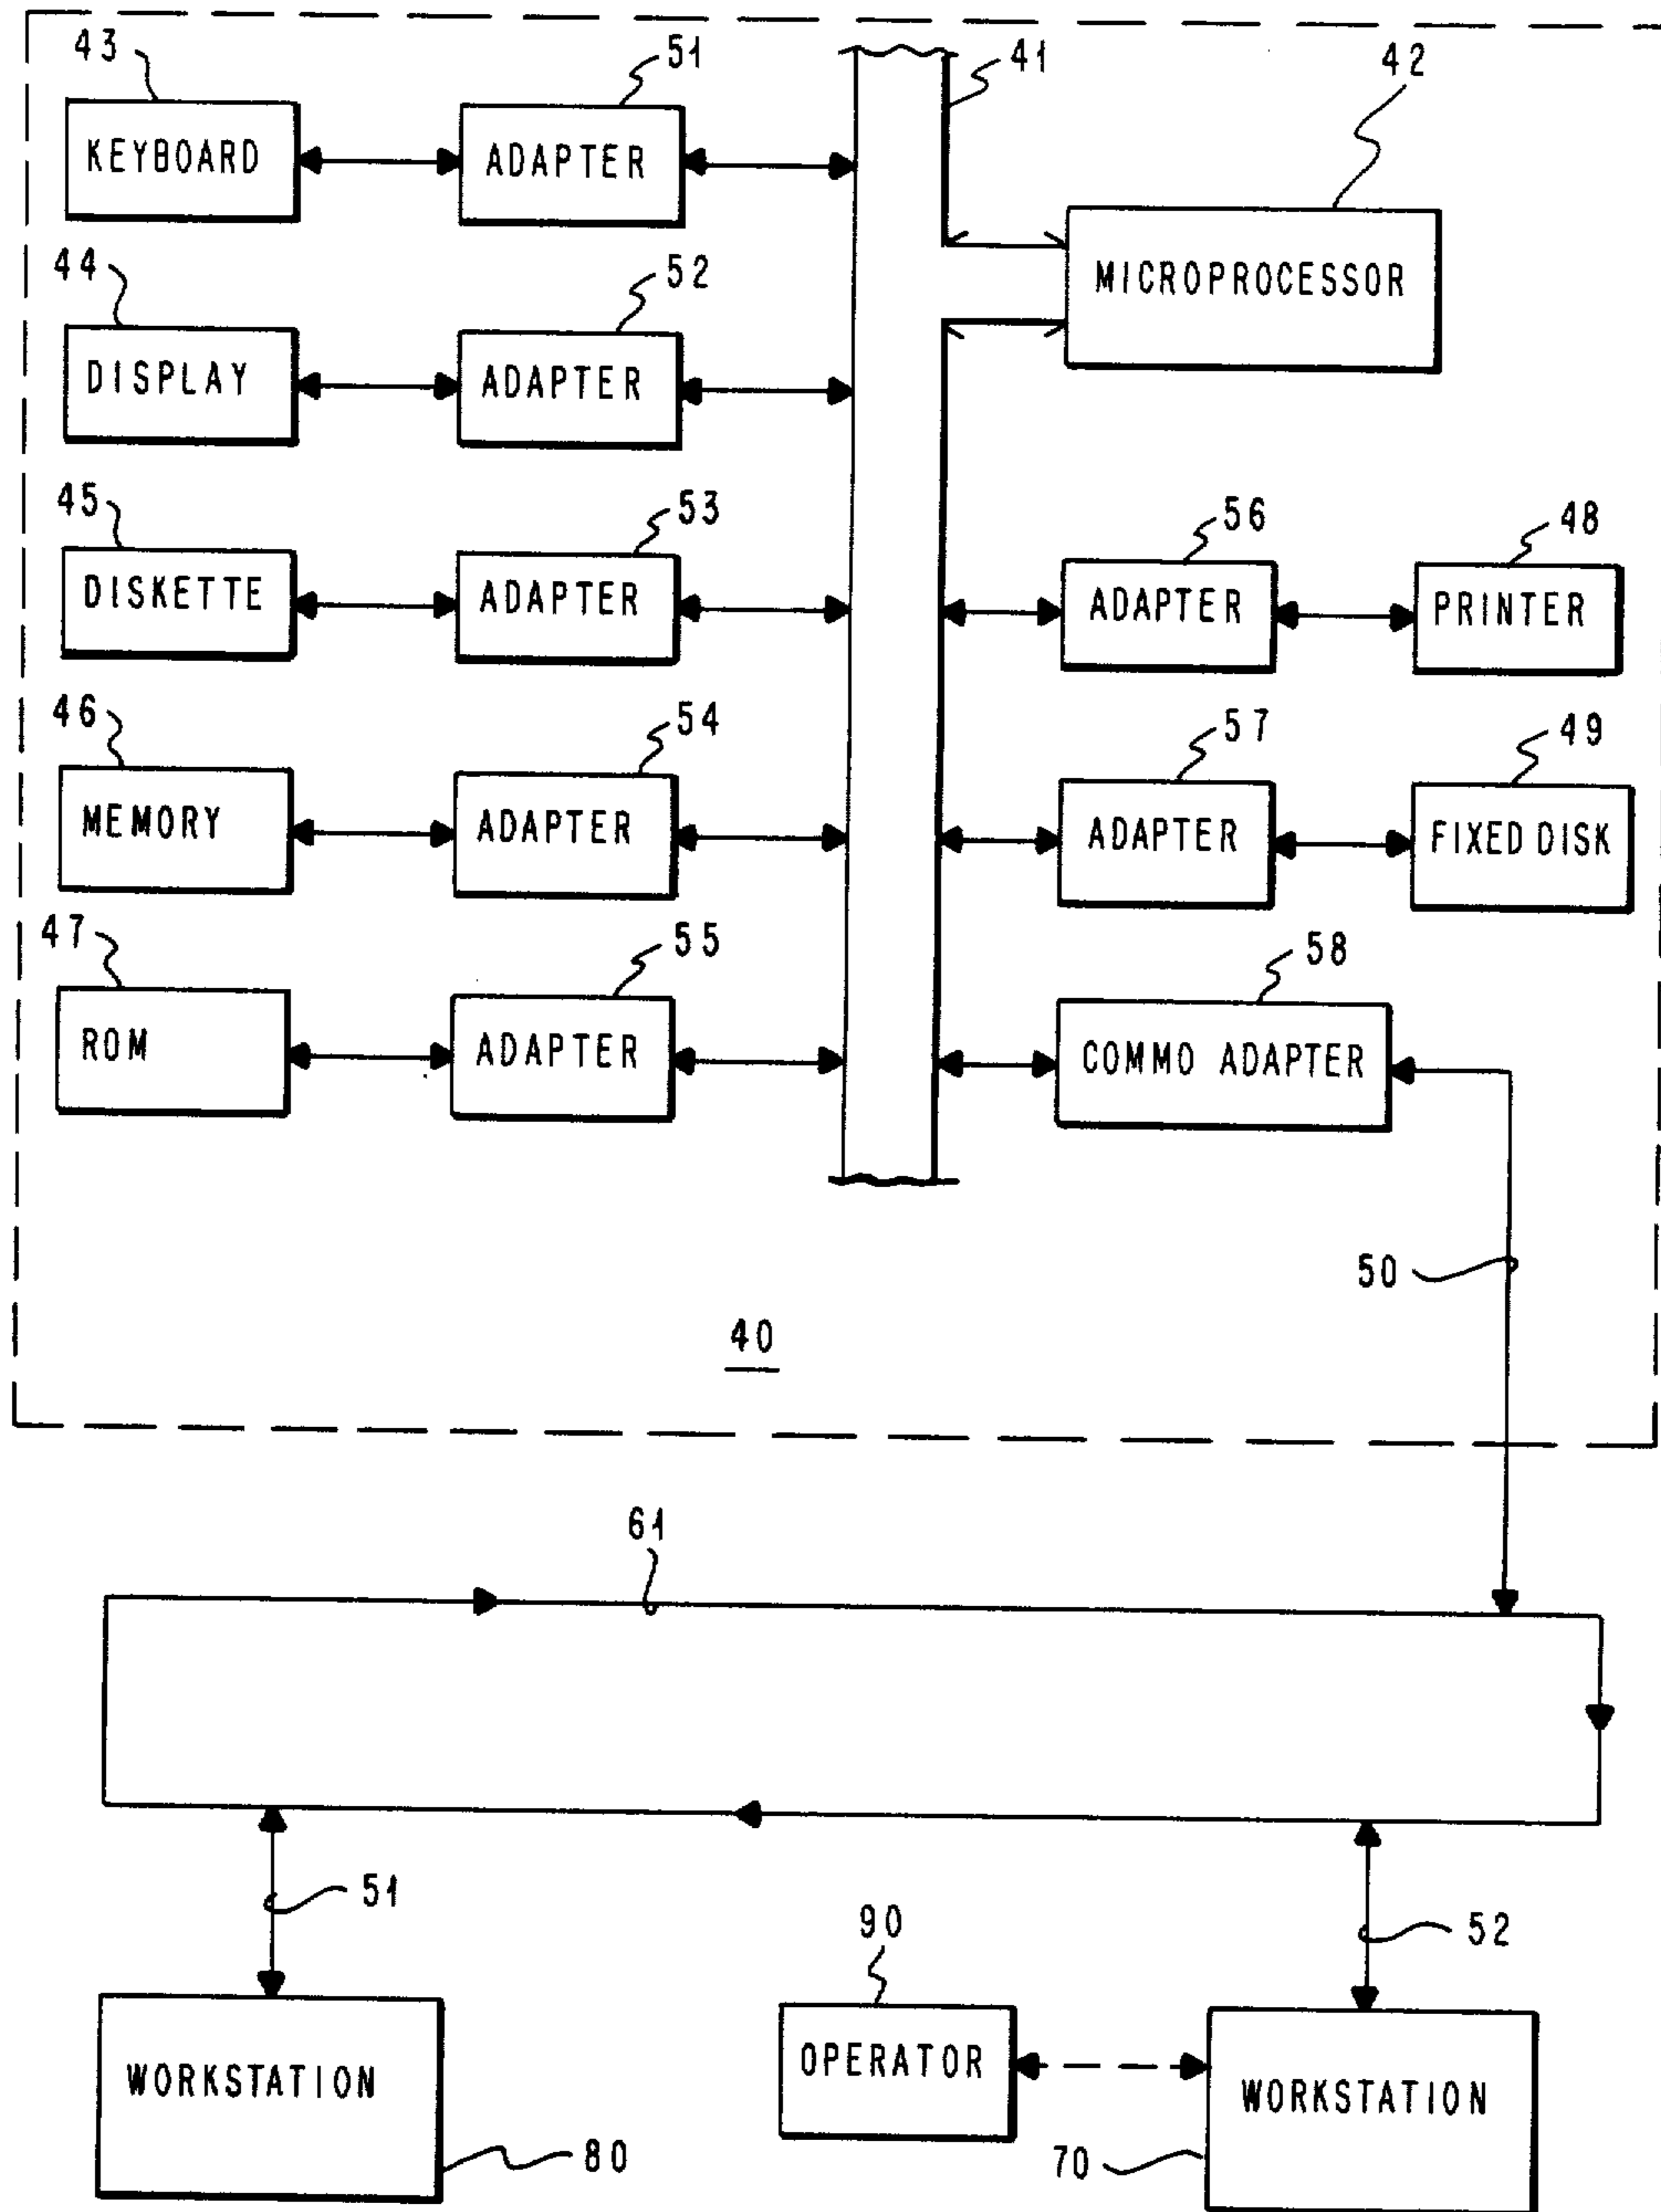 43
51
41
42
KEYBOARD
ADAPTER
44
52
MICROPROCESSOR
DISPLAY
ADAPTER
45
53
56
48
DISKETTE
ADAPTER
ADAPTER
PRINTER
46
54
57
49
MEMORY
ADAPTER
ADAPTER
FIXED DISK
47
55
58
ROM
ADAPTER
COMMO ADAPTER
50
40
61
51
90
52
WORKSTATION
OPERATOR
WORKSTATION
80
70